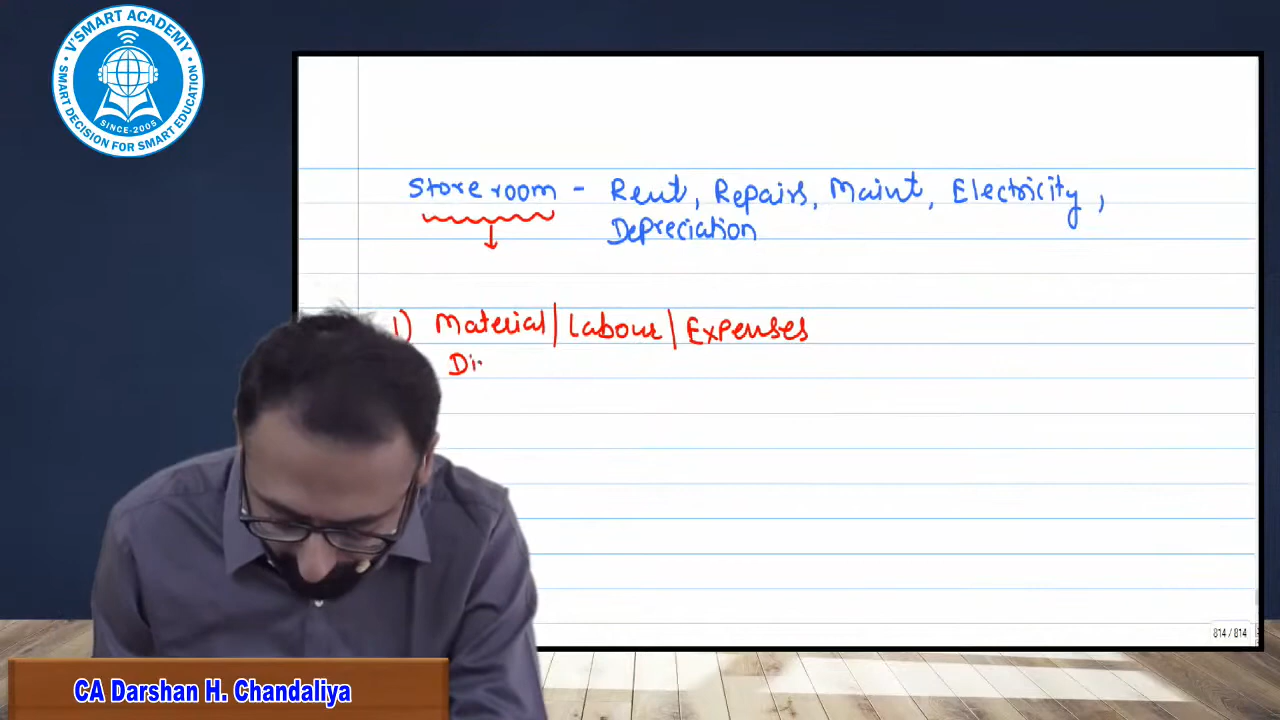 V'SMART ACADEMY
SMART DECISION FOR SMART EDUCATION
SINCE-2005
Store room - Rent, Repairs, Maint, Electricity,
Depreciation
1) Material | Labour | Expenses
Di
814 / 814
CA Darshan H. Chandaliya